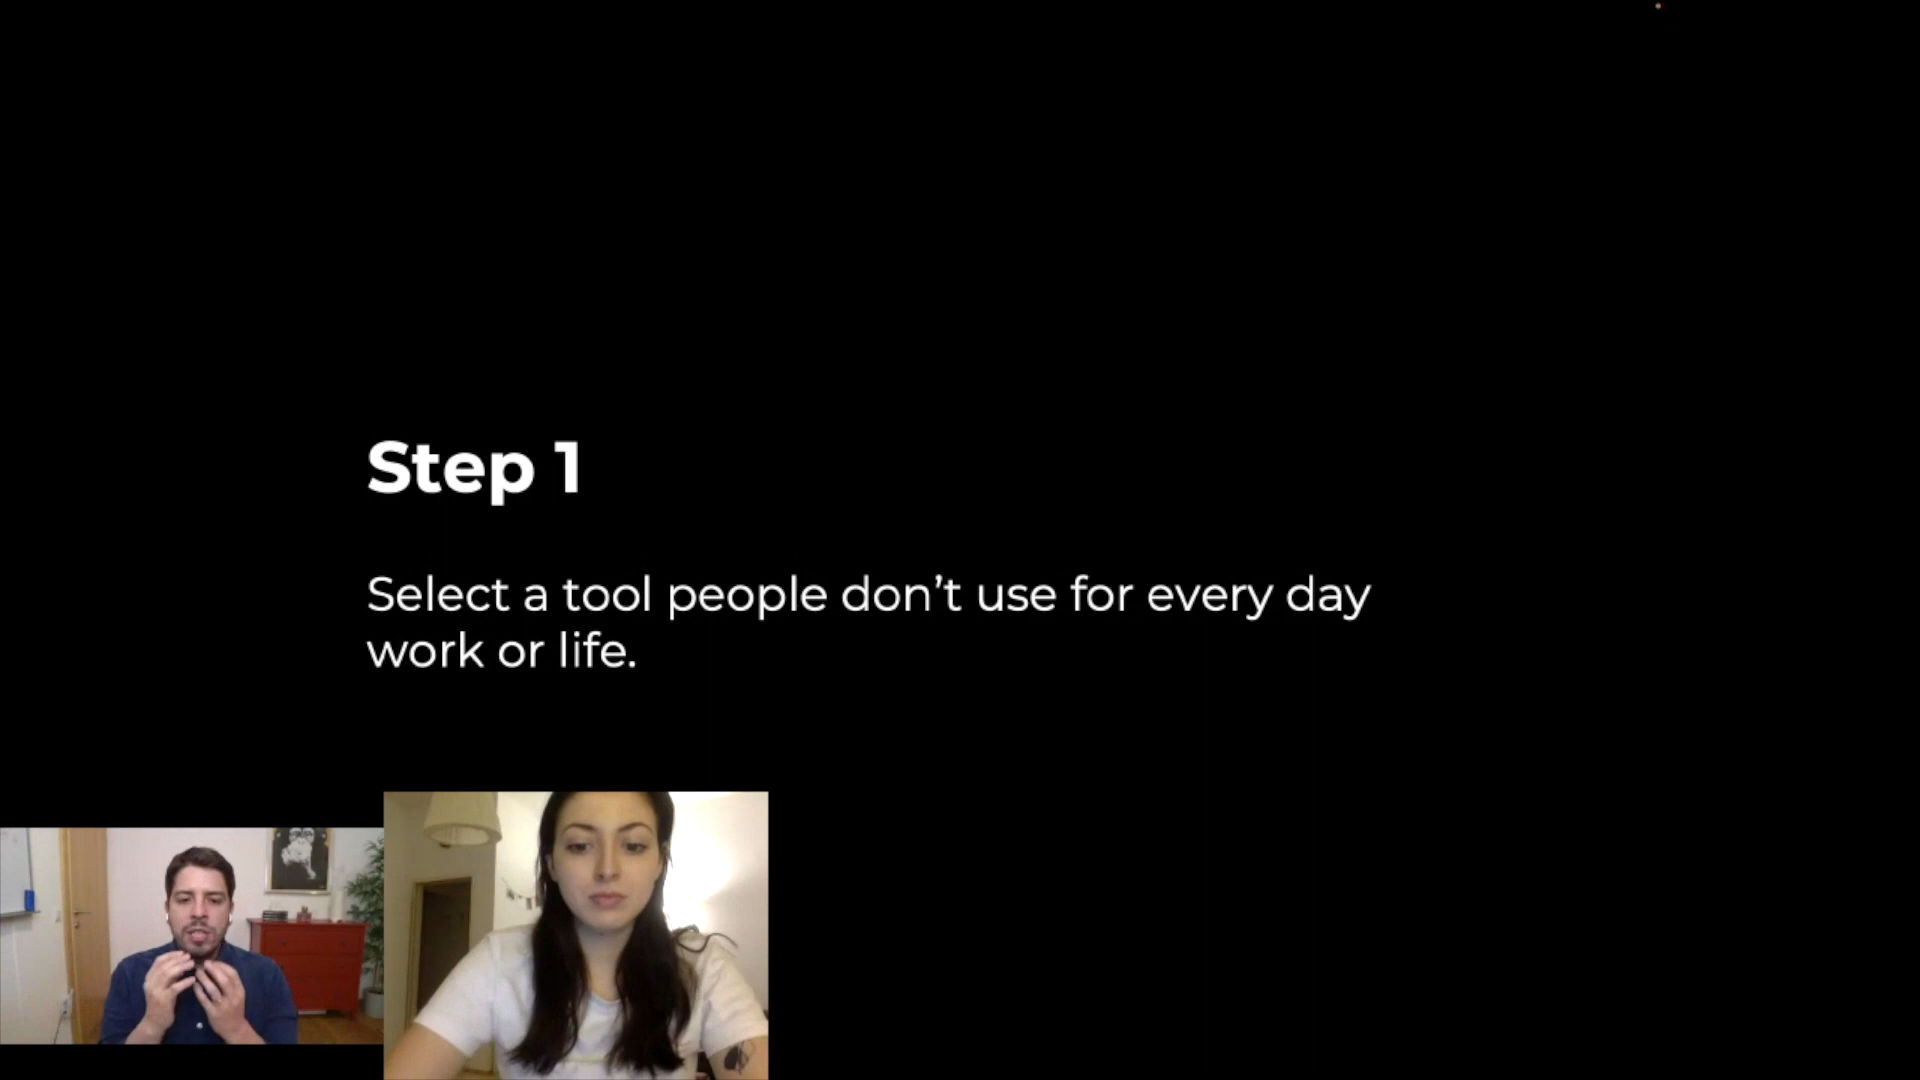 Step 1
Select a tool people don’t use for every day
work or life.